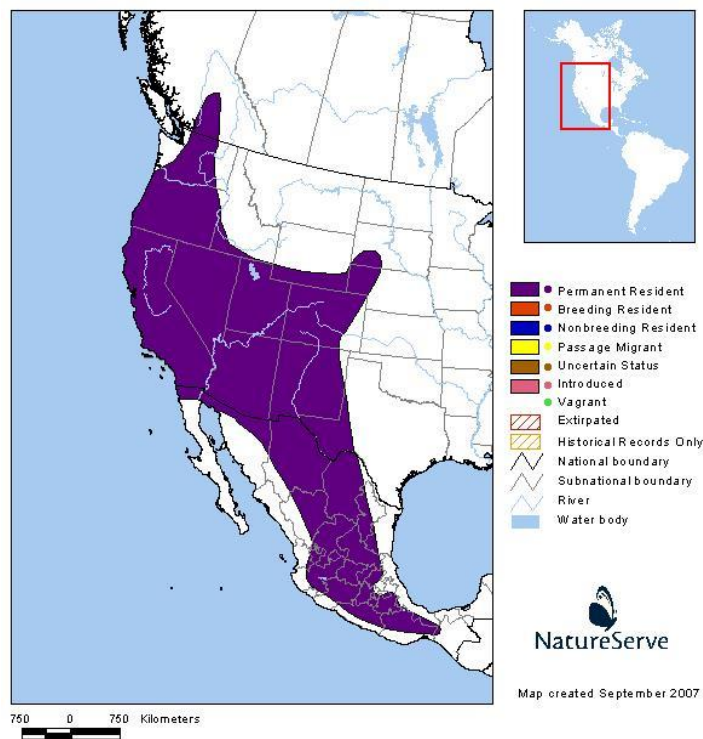 Permanent Resident
Breeding Resident
Nonbreeding Resident
Passage Migrant
Uncertain Status
Introduced
Vagrant
Extirpated
Historical Records Only
National boundary
Subnational boundary
River
Water body
NatureServe
Map created September 2007
750 0 750 Kilometers